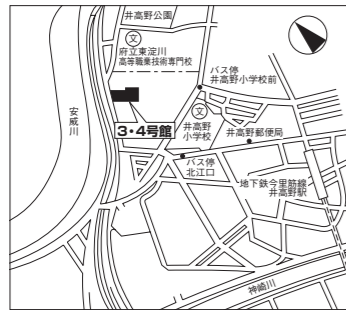 井高野公園
文
府立東淀川
高等職業技術専門校
バス停
井高野小学校前
安威川
3・4号館
文
井高野
小学校
井高野郵便局
バス停
北江口
地下鉄今里筋線
井高野駅
神崎川